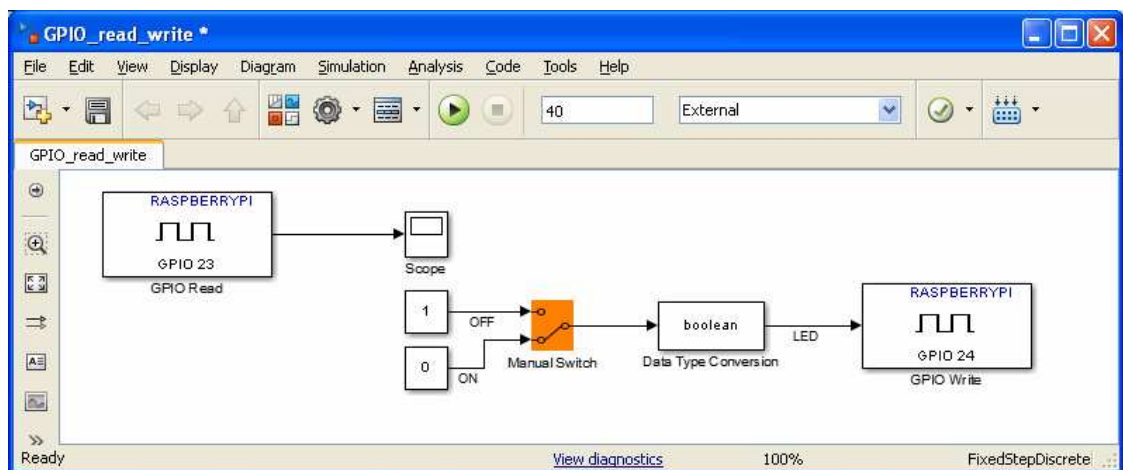 GPIO_read_write *
File Edit View Display Diagram Simulation Analysis Code Tools Help
40 External
GPIO_read_write
RASPBERRYPI
GPIO 23
GPIO Read
Scope
1
OFF
0
ON
Manual Switch
boolean
Data Type Conversion
LED
RASPBERRYPI
GPIO 24
GPIO Write
Ready View diagnostics 100% FixedStepDiscrete